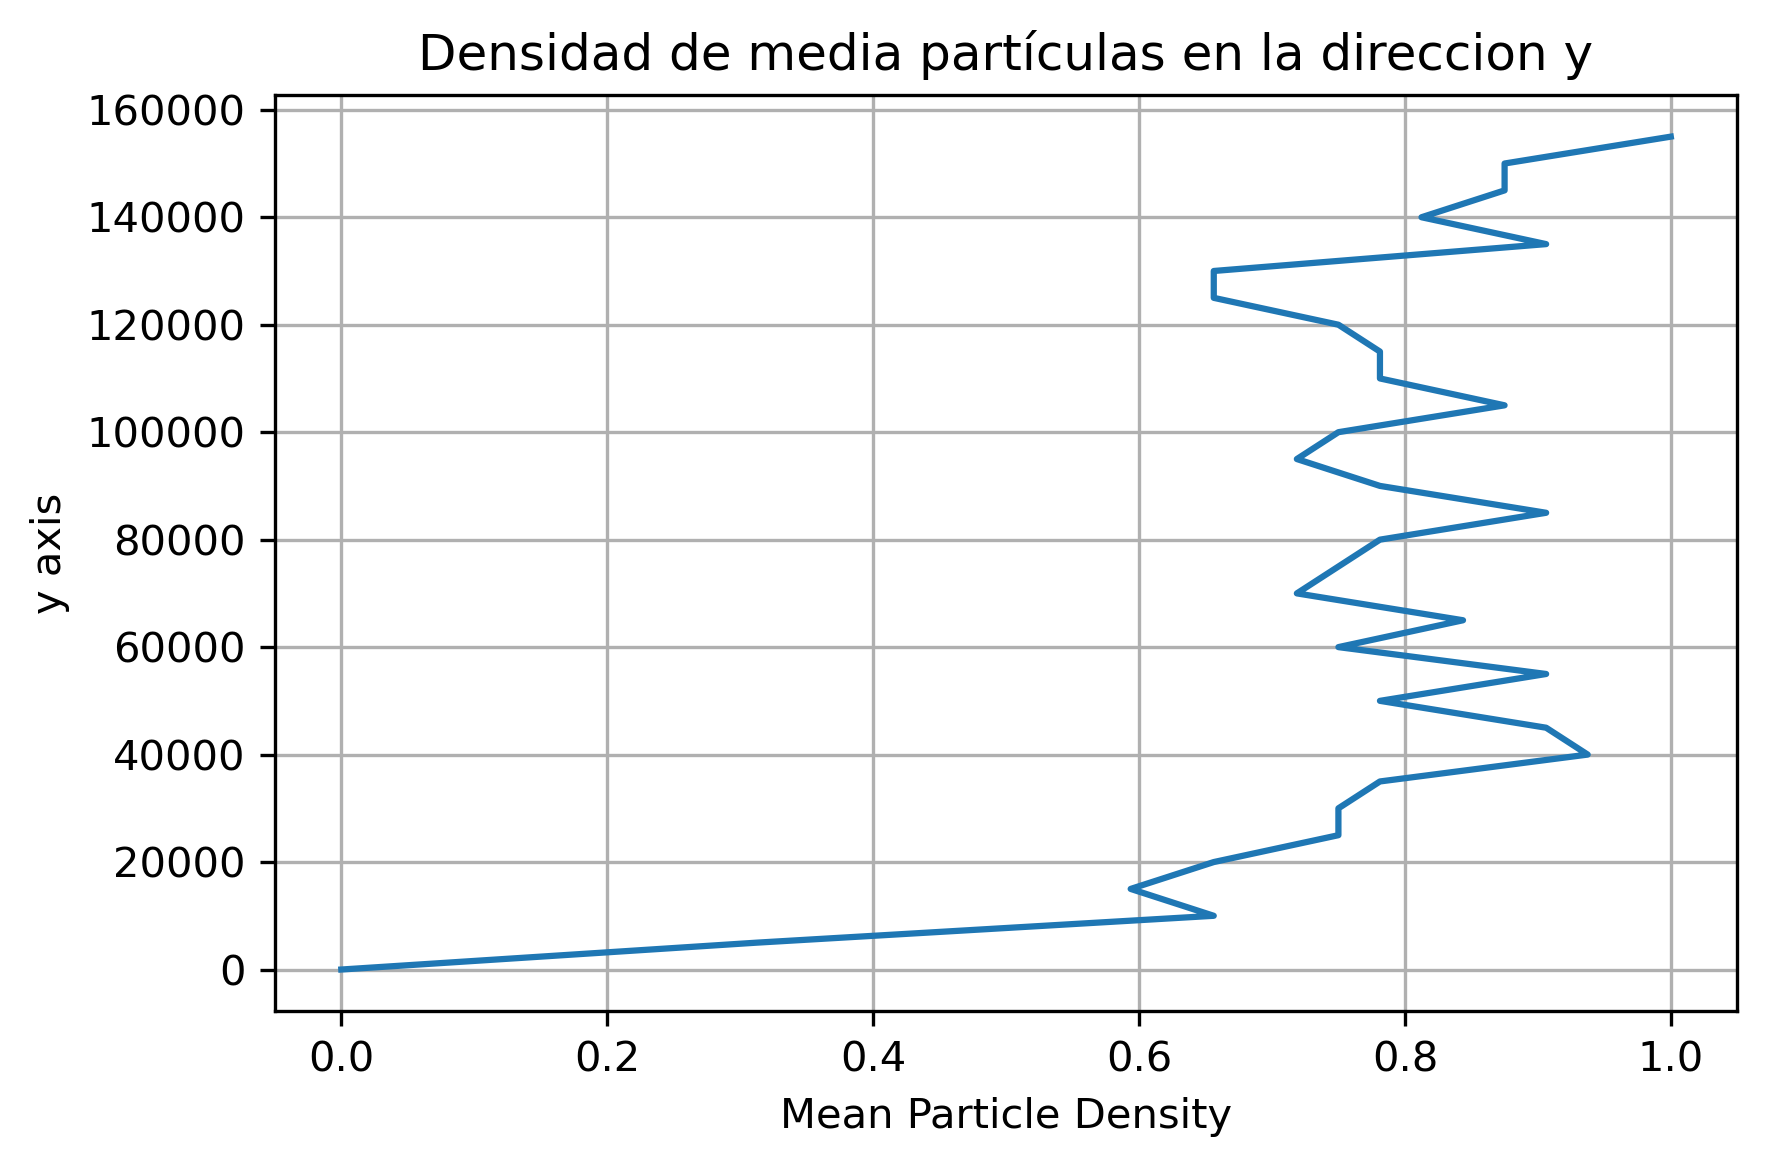 Densidad de media partículas en la direccion y
160000
140000
120000
100000
80000
60000
40000
20000
0
y axis
0.0 0.2 0.4 0.6 0.8 1.0
Mean Particle Density